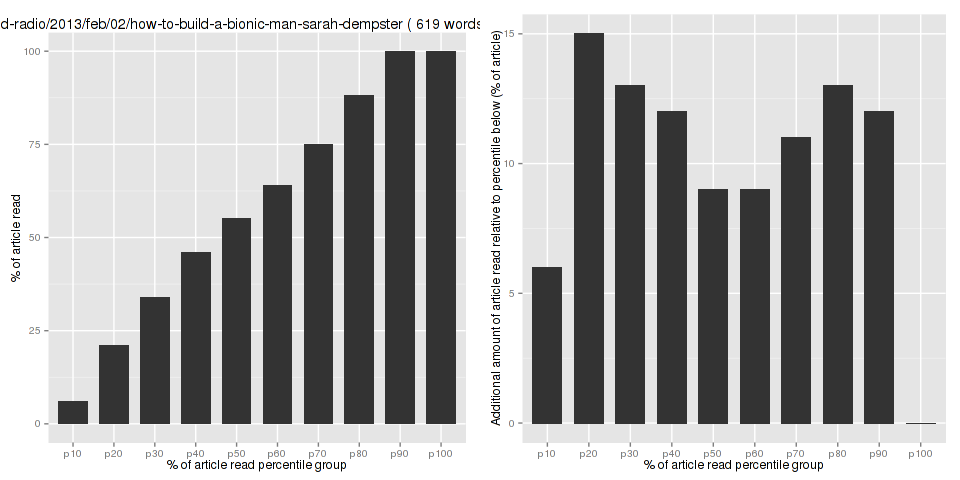 d-radio/2013/feb/02/how-to-build-a-bionic-man-sarah-dempster ( 619 words
% of article read
100
75
50
25
0
p10 p20 p30 p40 p50 p60 p70 p80 p90 p100
% of article read percentile group
Additional amount of article read relative to percentile below (% of article)
15
10
5
0
p10 p20 p30 p40 p50 p60 p70 p80 p90 p100
% of article read percentile group